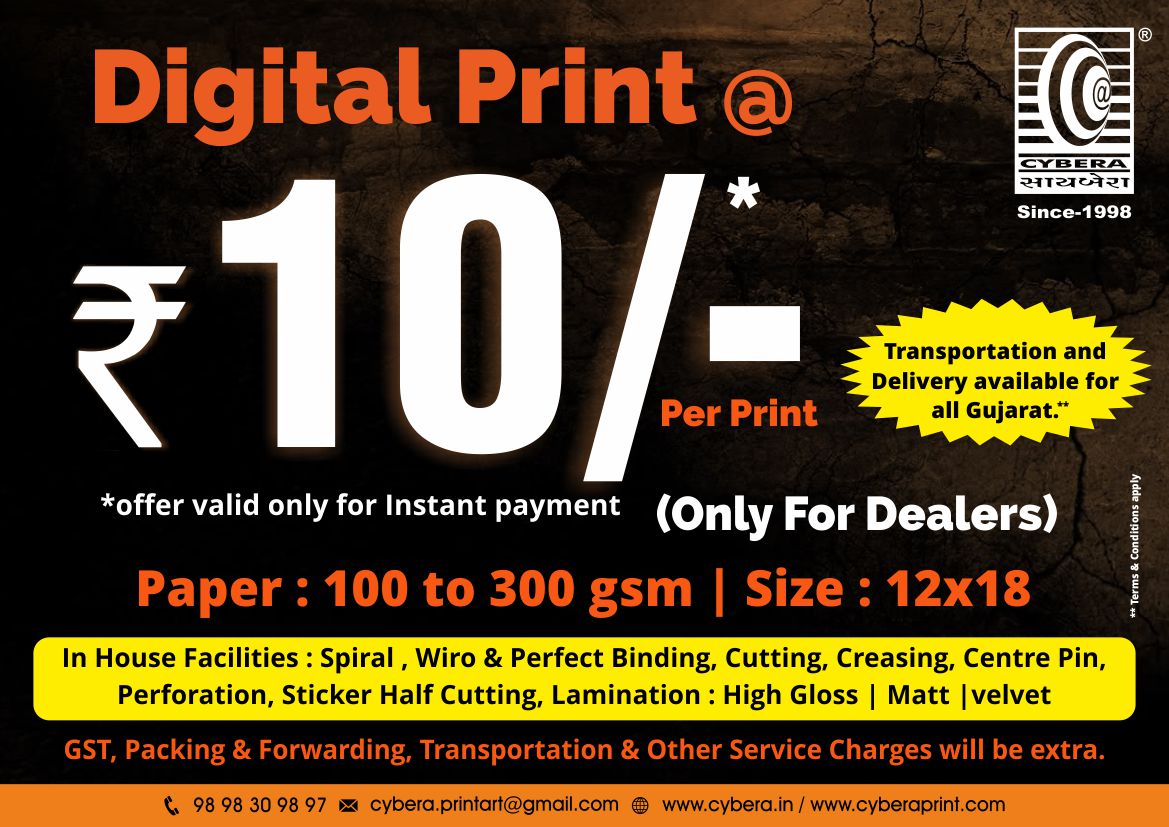 Digital Print @
®
@
CYBERA
સાયબેરા
Since-1998
₹10/-*
Per Print
Transportation and
Delivery available for
all Gujarat.**
*offer valid only for Instant payment
(Only For Dealers)
** Terms & Conditions apply
Paper : 100 to 300 gsm | Size : 12x18
In House Facilities : Spiral , Wiro & Perfect Binding, Cutting, Creasing, Centre Pin,
Perforation, Sticker Half Cutting, Lamination : High Gloss | Matt |velvet
GST, Packing & Forwarding, Transportation & Other Service Charges will be extra.
98 98 30 98 97 cybera.printart@gmail.com www.cybera.in / www.cyberaprint.com